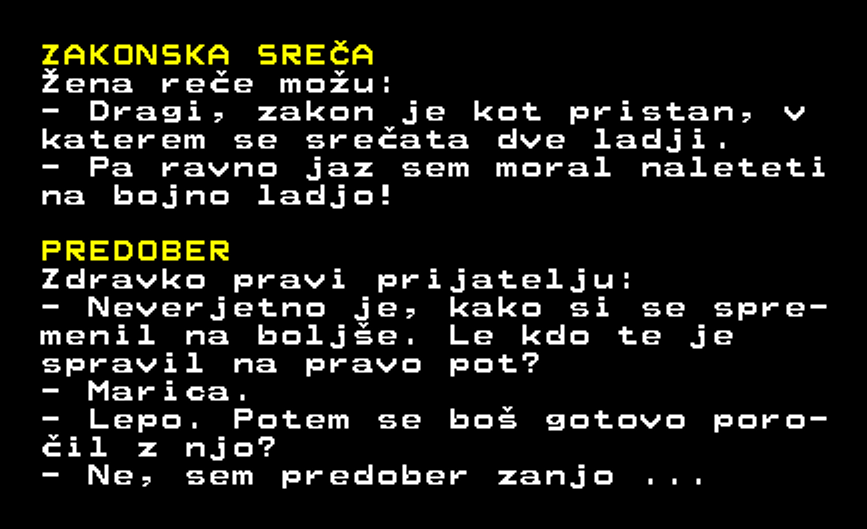 ZAKONSKA SREČA
Žena reče možu:
- Dragi, zakon je kot pristan, v
katerem se srečata dve ladji.
- Pa ravno jaz sem moral naleteti
na bojno ladjo!
PREDOBER
Zdravko pravi prijatelju:
- Neverjetno je, kako si se spre-
menil na boljše. Le kdo te je
spravil na pravo pot?
- Marica.
- Lepo. Potem se boš gotovo poro-
čil z njo?
- Ne, sem predober zanjo ...